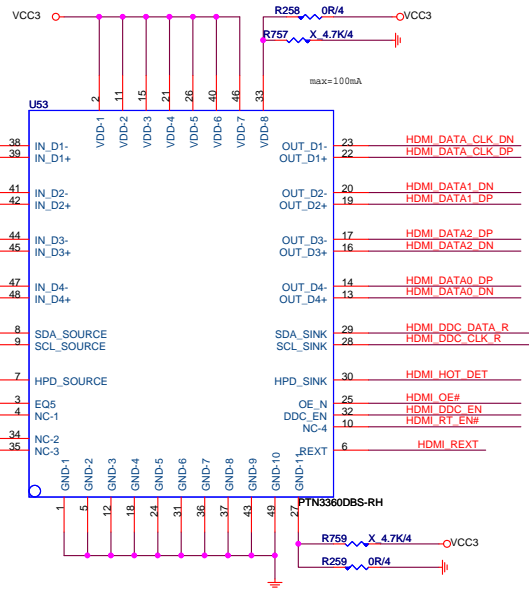 VCC3
R258 0R/4
VCC3
R757 X_4.7K/4
max=100mA
2 11 15 21 26 40 46 33
U53
VDD-1 VDD-2 VDD-3 VDD-4 VDD-5 VDD-6 VDD-7 VDD-8
38 IN_D1- OUT_D1- 23 HDMI_DATA_CLK_DN
39 IN_D1+ OUT_D1+ 22 HDMI_DATA_CLK_DP
41 IN_D2- OUT_D2- 20 HDMI_DATA1_DN
42 IN_D2+ OUT_D2+ 19 HDMI_DATA1_DP
44 IN_D3- OUT_D3- 17 HDMI_DATA2_DP
45 IN_D3+ OUT_D3+ 16 HDMI_DATA2_DN
47 IN_D4- OUT_D4- 14 HDMI_DATA0_DP
48 IN_D4+ OUT_D4+ 13 HDMI_DATA0_DN
8 SDA_SOURCE SDA_SINK 29 HDMI_DDC_DATA_R
9 SCL_SOURCE SCL_SINK 28 HDMI_DDC_CLK_R
7 HPD_SOURCE HPD_SINK 30 HDMI_HOT_DET
3 EQ5 OE_N 25 HDMI_OE#
4 NC-1 DDC_EN 32 HDMI_DDC_EN
NC-4 10 HDMI_RT_EN#
34 NC-2
35 NC-3 REXT 6 HDMI_REXT
GND-1 GND-2 GND-3 GND-4 GND-5 GND-6 GND-7 GND-8 GND-9 GND-10 GND-11
1 5 12 18 24 31 36 37 43 49 27
PTN3360DBS-RH
R759 X_4.7K/4
VCC3
R259 0R/4